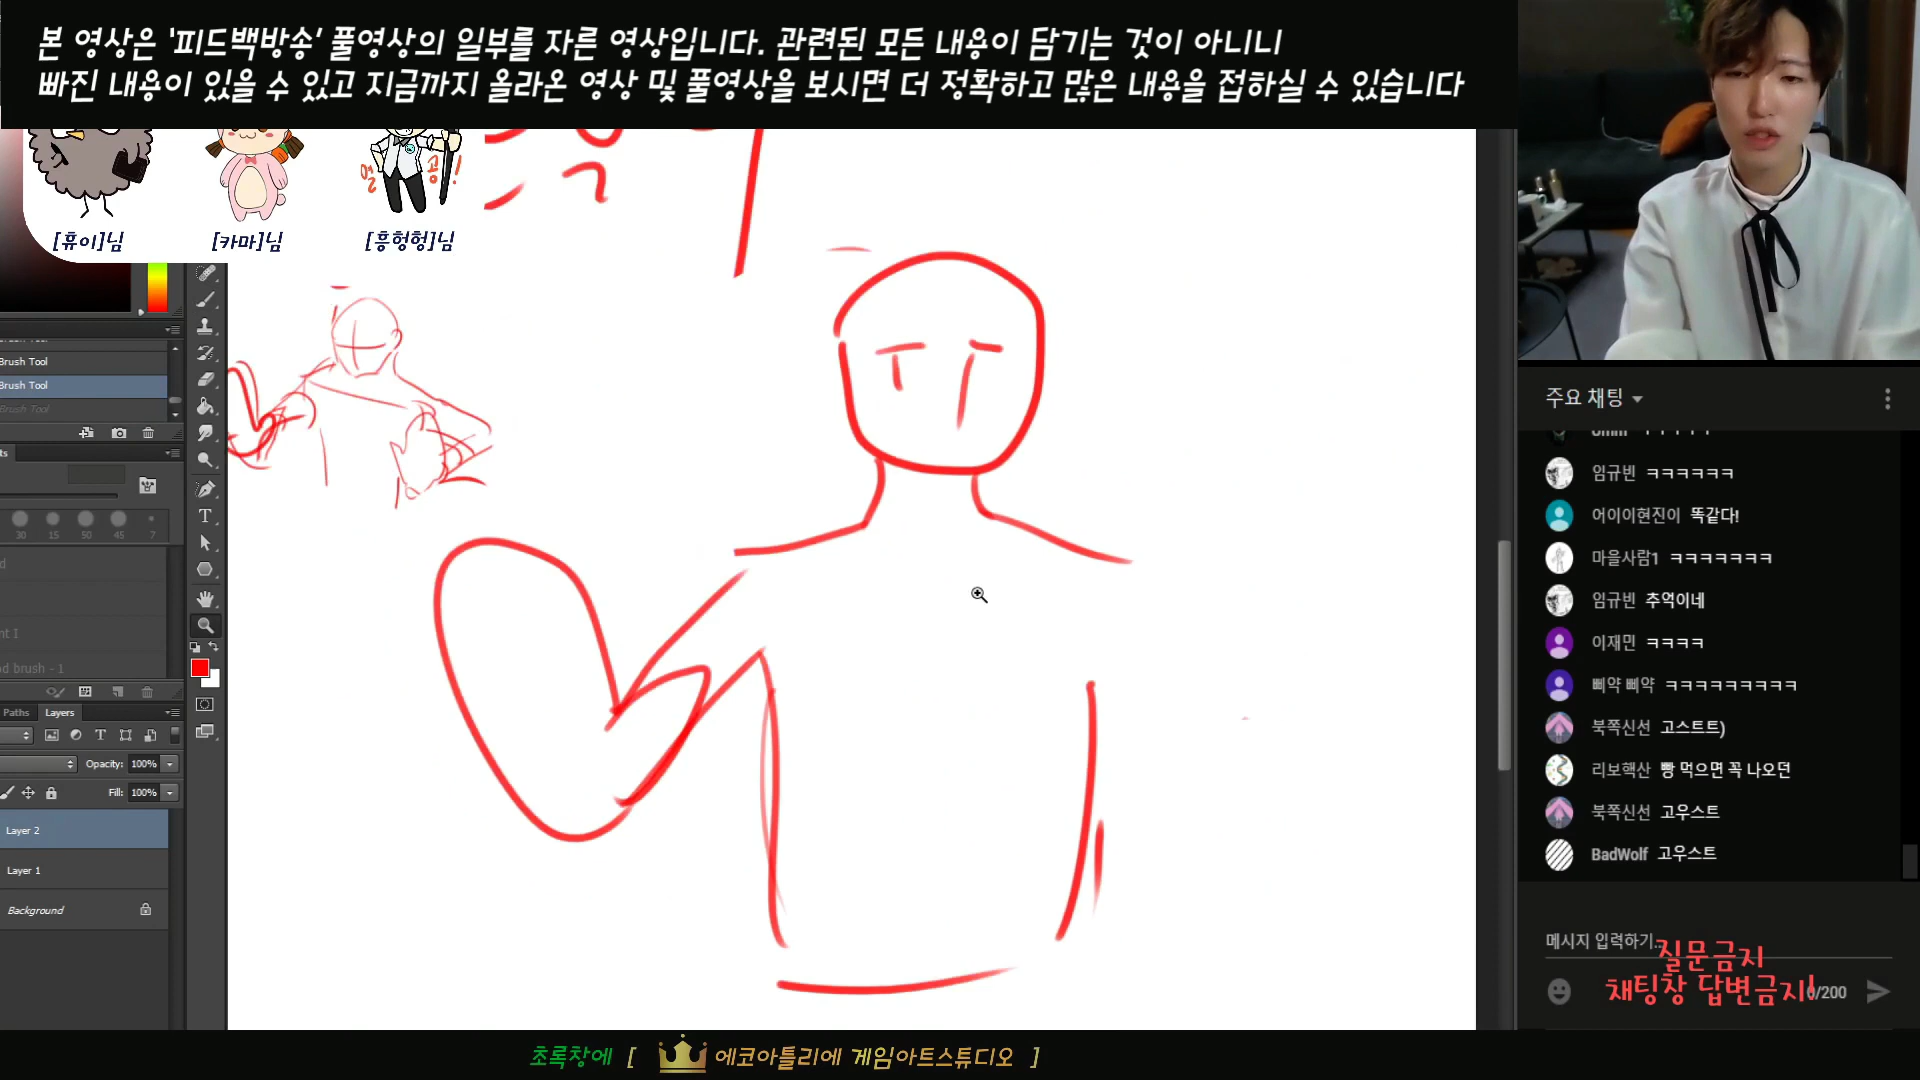 본 영상은 '피드백방송' 풀영상의 일부를 자른 영상입니다. 관련된 모든 내용이 담기는 것이 아니니
빠진 내용이 있을 수 있고 지금까지 올라온 영상 및 풀영상을 보시면 더 정확하고 많은 내용을 접하실 수 있습니다
열 공!
[퓨이]님
[카마]님
[흥헝헝]님
Brush Tool
Brush Tool
Brush Tool
30 15 50 45 7
Paths Layers
Opacity: 100%
Fill: 100%
Layer 2
Layer 1
Background
주요 채팅
임규빈 ㅋㅋㅋㅋㅋㅋ
어이이현진이 똑같다!
마을사람1 ㅋㅋㅋㅋㅋㅋㅋ
임규빈 추억이네
이재민 ㅋㅋㅋㅋ
삐약 삐약 ㅋㅋㅋㅋㅋㅋㅋㅋㅋ
북쪽신선 고스트트)
리보핵산 빵 먹으면 꼭 나오던
북쪽신선 고우스트
BadWolf 고우스트
메시지 입력하기...
질문금지
채팅창 답변금지!
0/200
초록창에 [ 에코아틀리에 게임아트스튜디오 ]